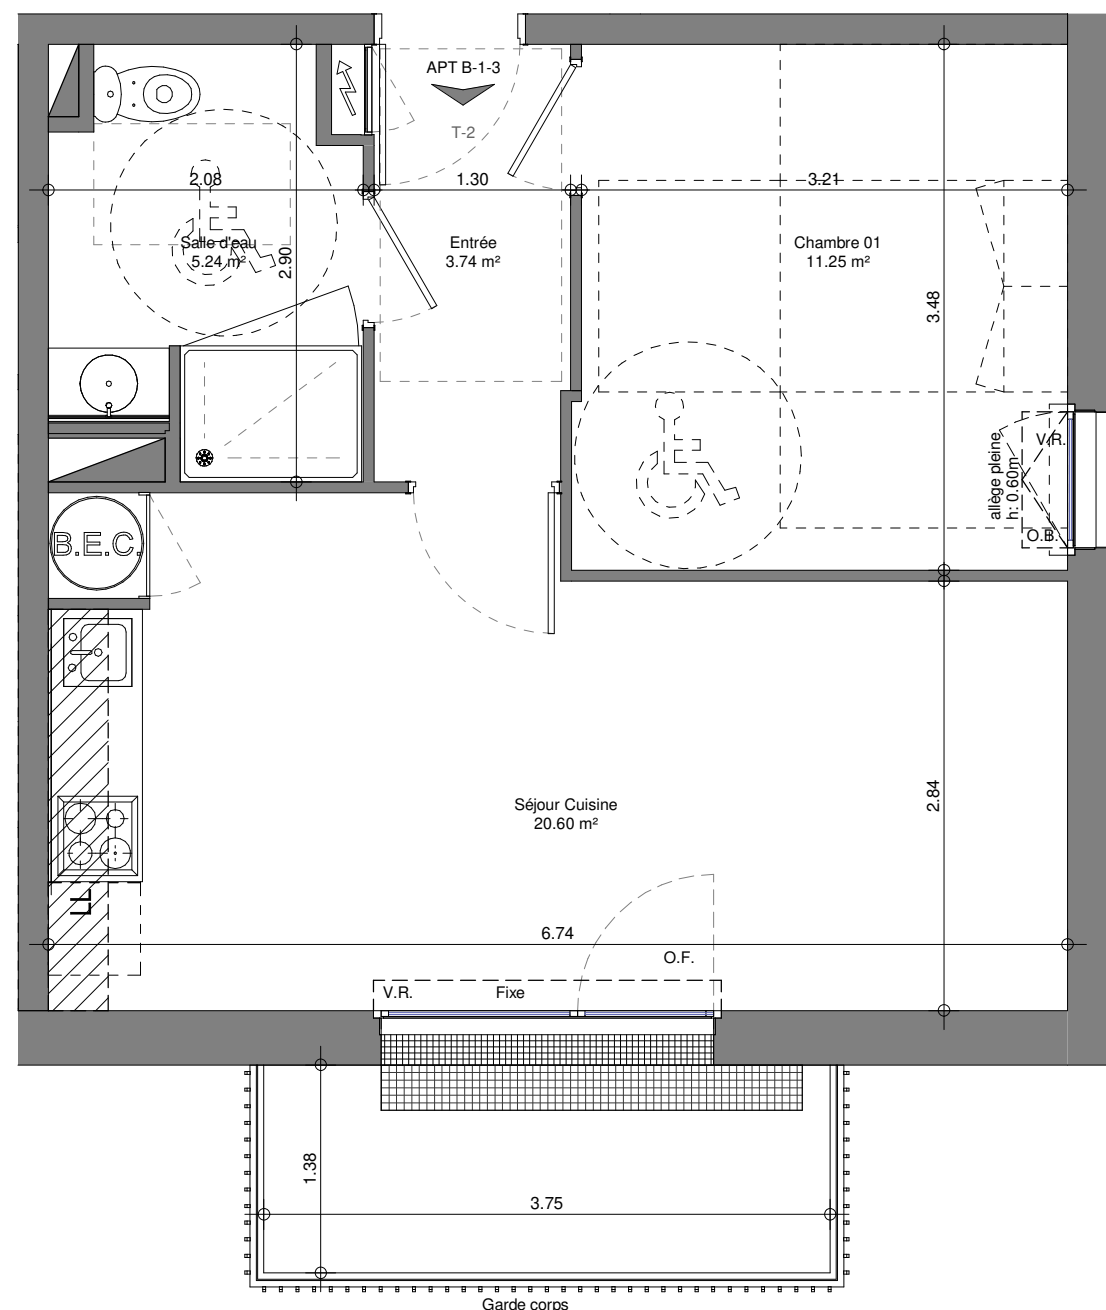 APT B-1-3
T-2
2.08
1.30
3.21
Salle d'eau
5.24 m²
2.90
Entrée
3.74 m²
Chambre 01
11.25 m²
3.48
V.R.
allège pleine
h: 0.60m
O.B.
B.E.C.
2.84
Séjour Cuisine
20.60 m²
LL
6.74
O.F.
V.R.
Fixe
1.38
3.75
Garde corps